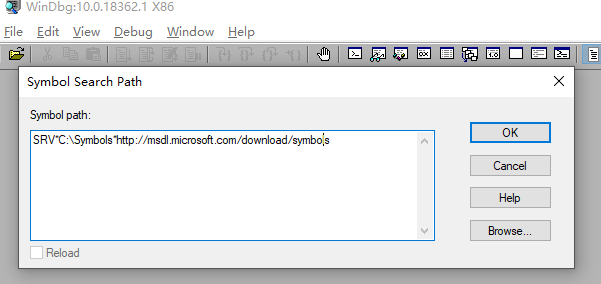 WinDbg:10.0.18362.1 X86
File Edit View Debug Window Help
Symbol Search Path
Symbol path:
SRV*C:\Symbols*http://msdl.microsoft.com/download/symbols
OK
Cancel
Help
Browse...
Reload